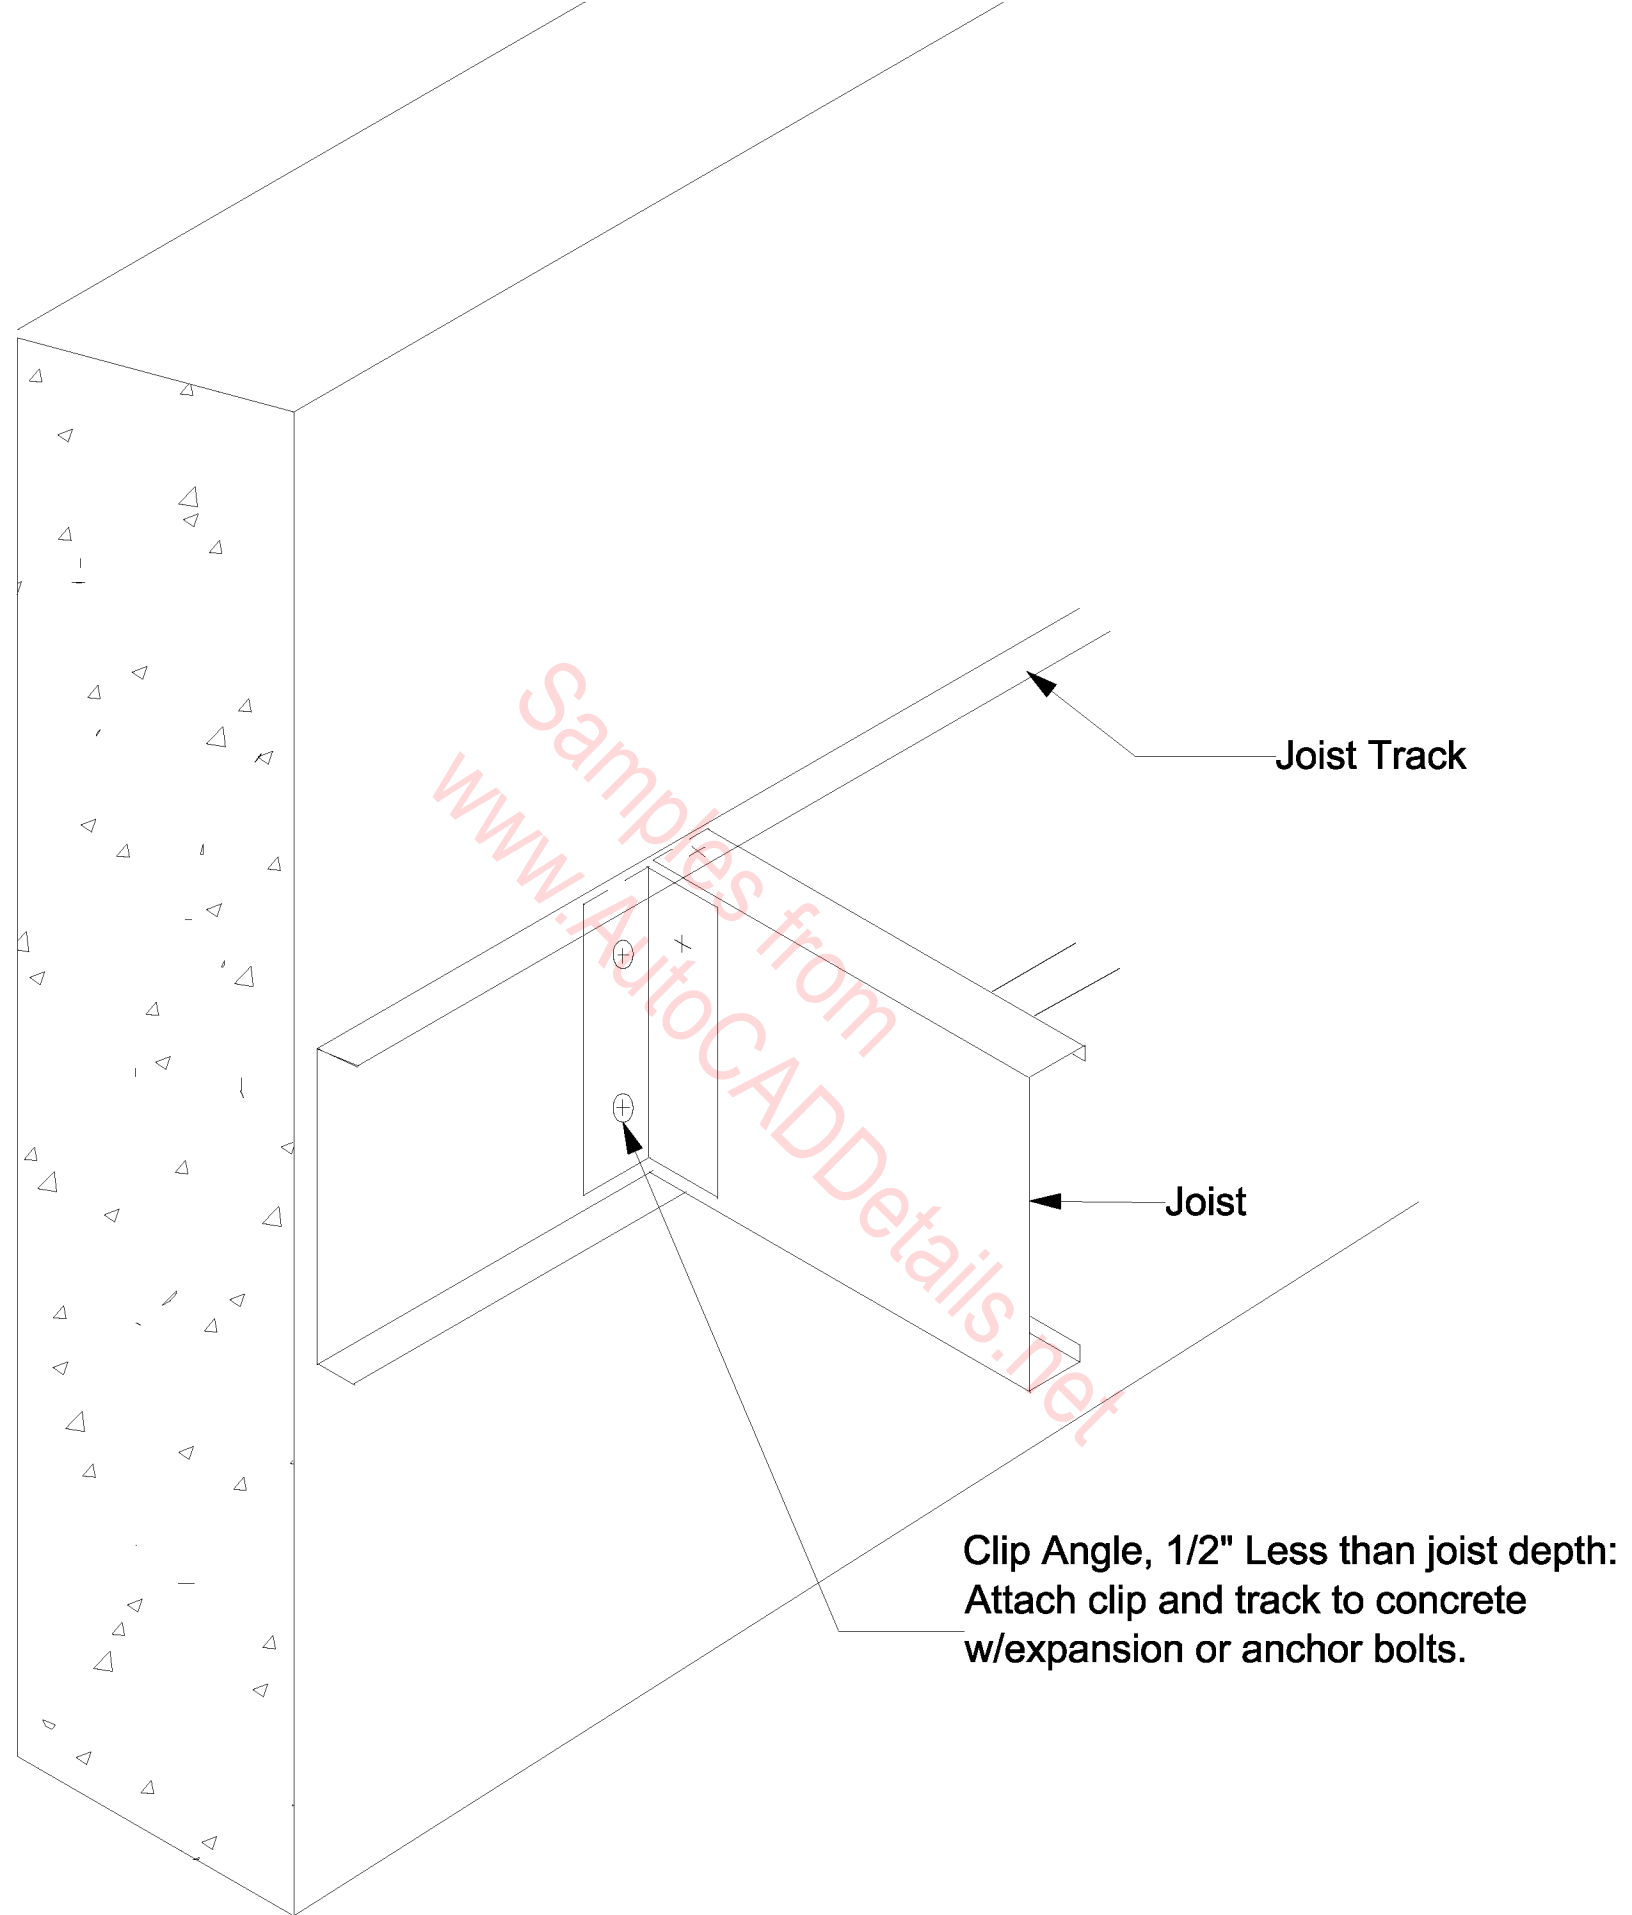 Samples from
www.AutoCADDetails.net
Joist Track
Joist
Clip Angle, 1/2" Less than joist depth:
Attach clip and track to concrete
w/expansion or anchor bolts.